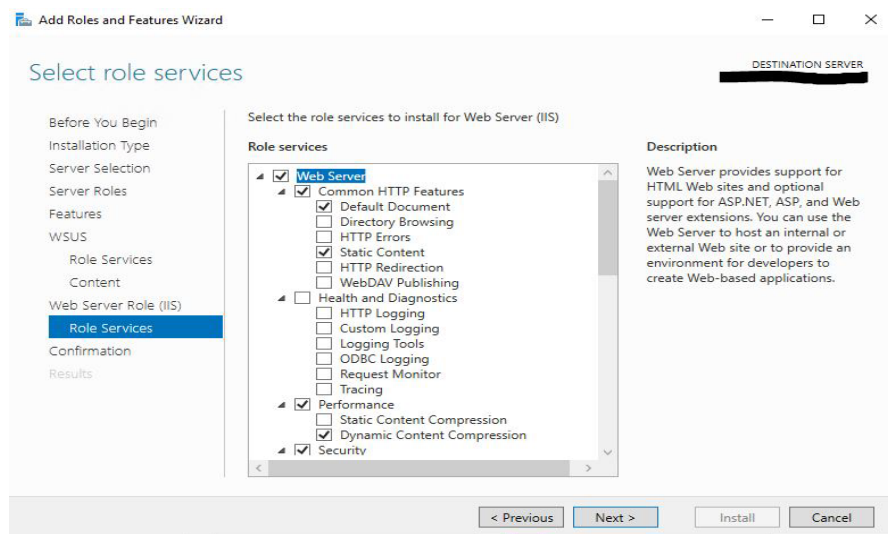 Add Roles and Features Wizard
Select role services
DESTINATION SERVER
Before You Begin
Installation Type
Server Selection
Server Roles
Features
WSUS
Role Services
Content
Web Server Role (IIS)
Role Services
Confirmation
Results
Select the role services to install for Web Server (IIS)
Role services
Web Server
Common HTTP Features
Default Document
Directory Browsing
HTTP Errors
Static Content
HTTP Redirection
WebDAV Publishing
Health and Diagnostics
HTTP Logging
Custom Logging
Logging Tools
ODBC Logging
Request Monitor
Tracing
Performance
Static Content Compression
Dynamic Content Compression
Security
Description
Web Server provides support for
HTML Web sites and optional
support for ASP.NET, ASP, and Web
server extensions. You can use the
Web Server to host an internal or
external Web site or to provide an
environment for developers to
create Web-based applications.
< Previous
Next >
Install
Cancel